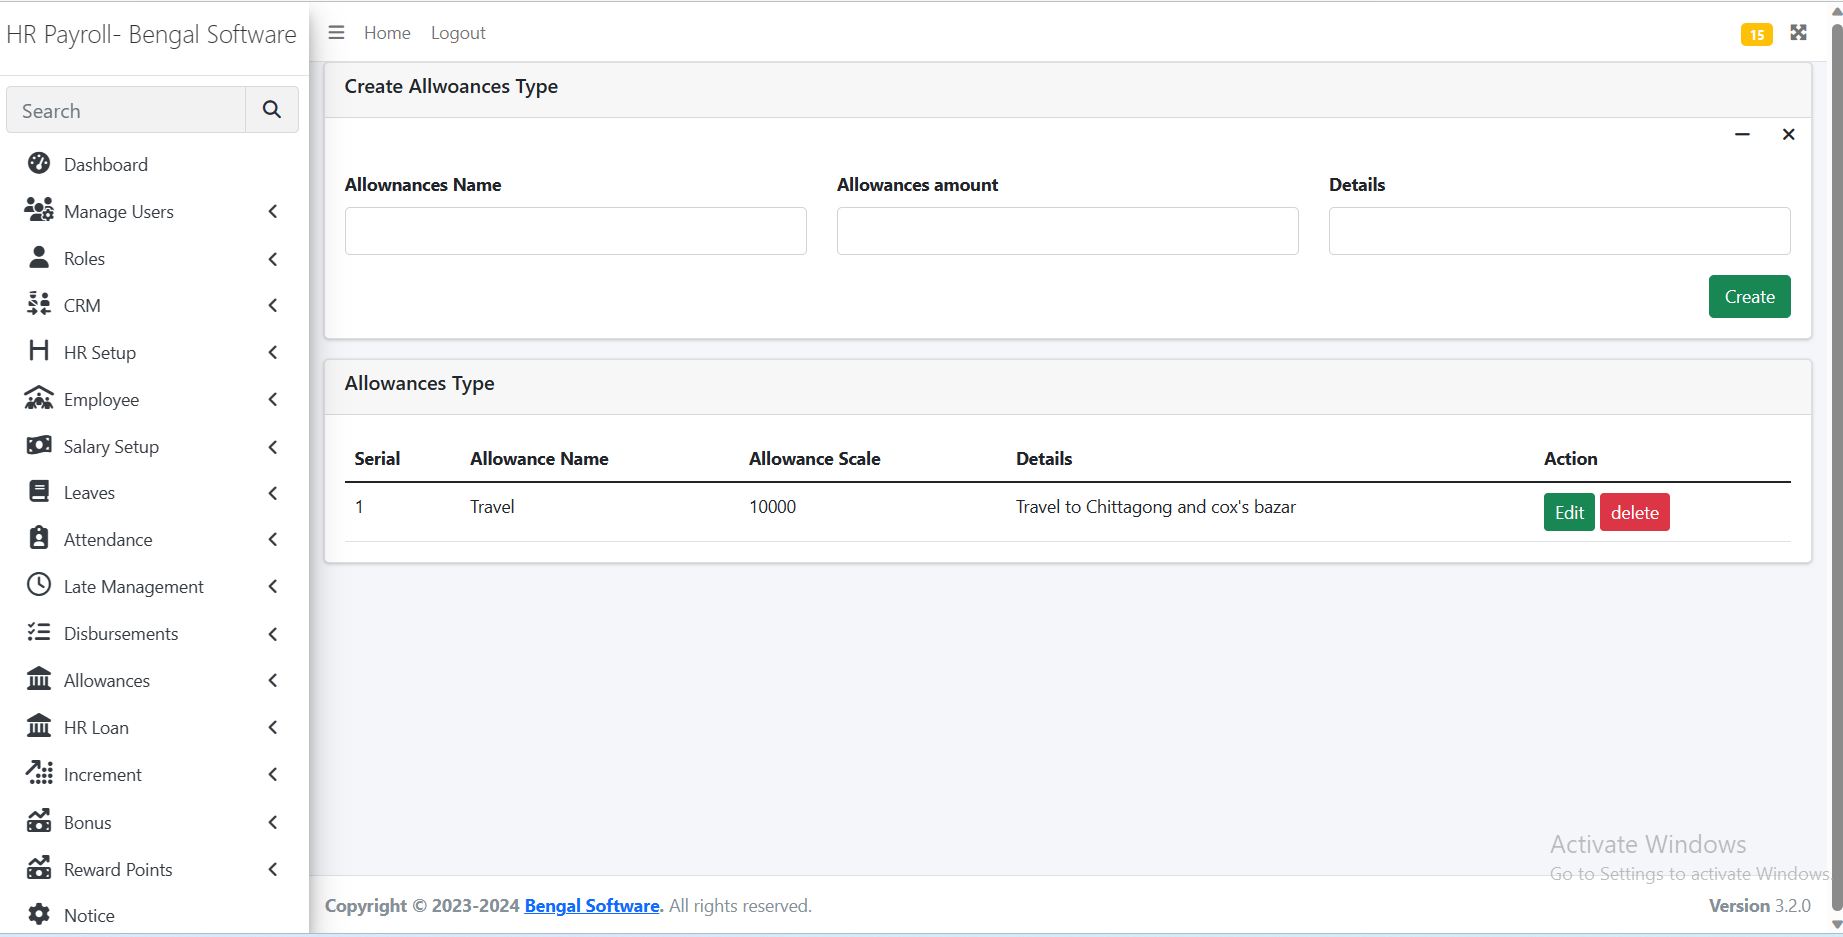 HR Payroll- Bengal Software
Home
Logout
15
Search
Dashboard
Manage Users
Roles
CRM
HR Setup
Employee
Salary Setup
Leaves
Attendance
Late Management
Disbursements
Allowances
HR Loan
Increment
Bonus
Reward Points
Notice
Create Allwoances Type
Allownances Name
Allowances amount
Details
Create
Allowances Type
Serial Allowance Name Allowance Scale Details Action
1 Travel 10000 Travel to Chittagong and cox's bazar Edit delete
Activate Windows
Go to Settings to activate Windows.
Copyright © 2023-2024 Bengal Software. All rights reserved.
Version 3.2.0